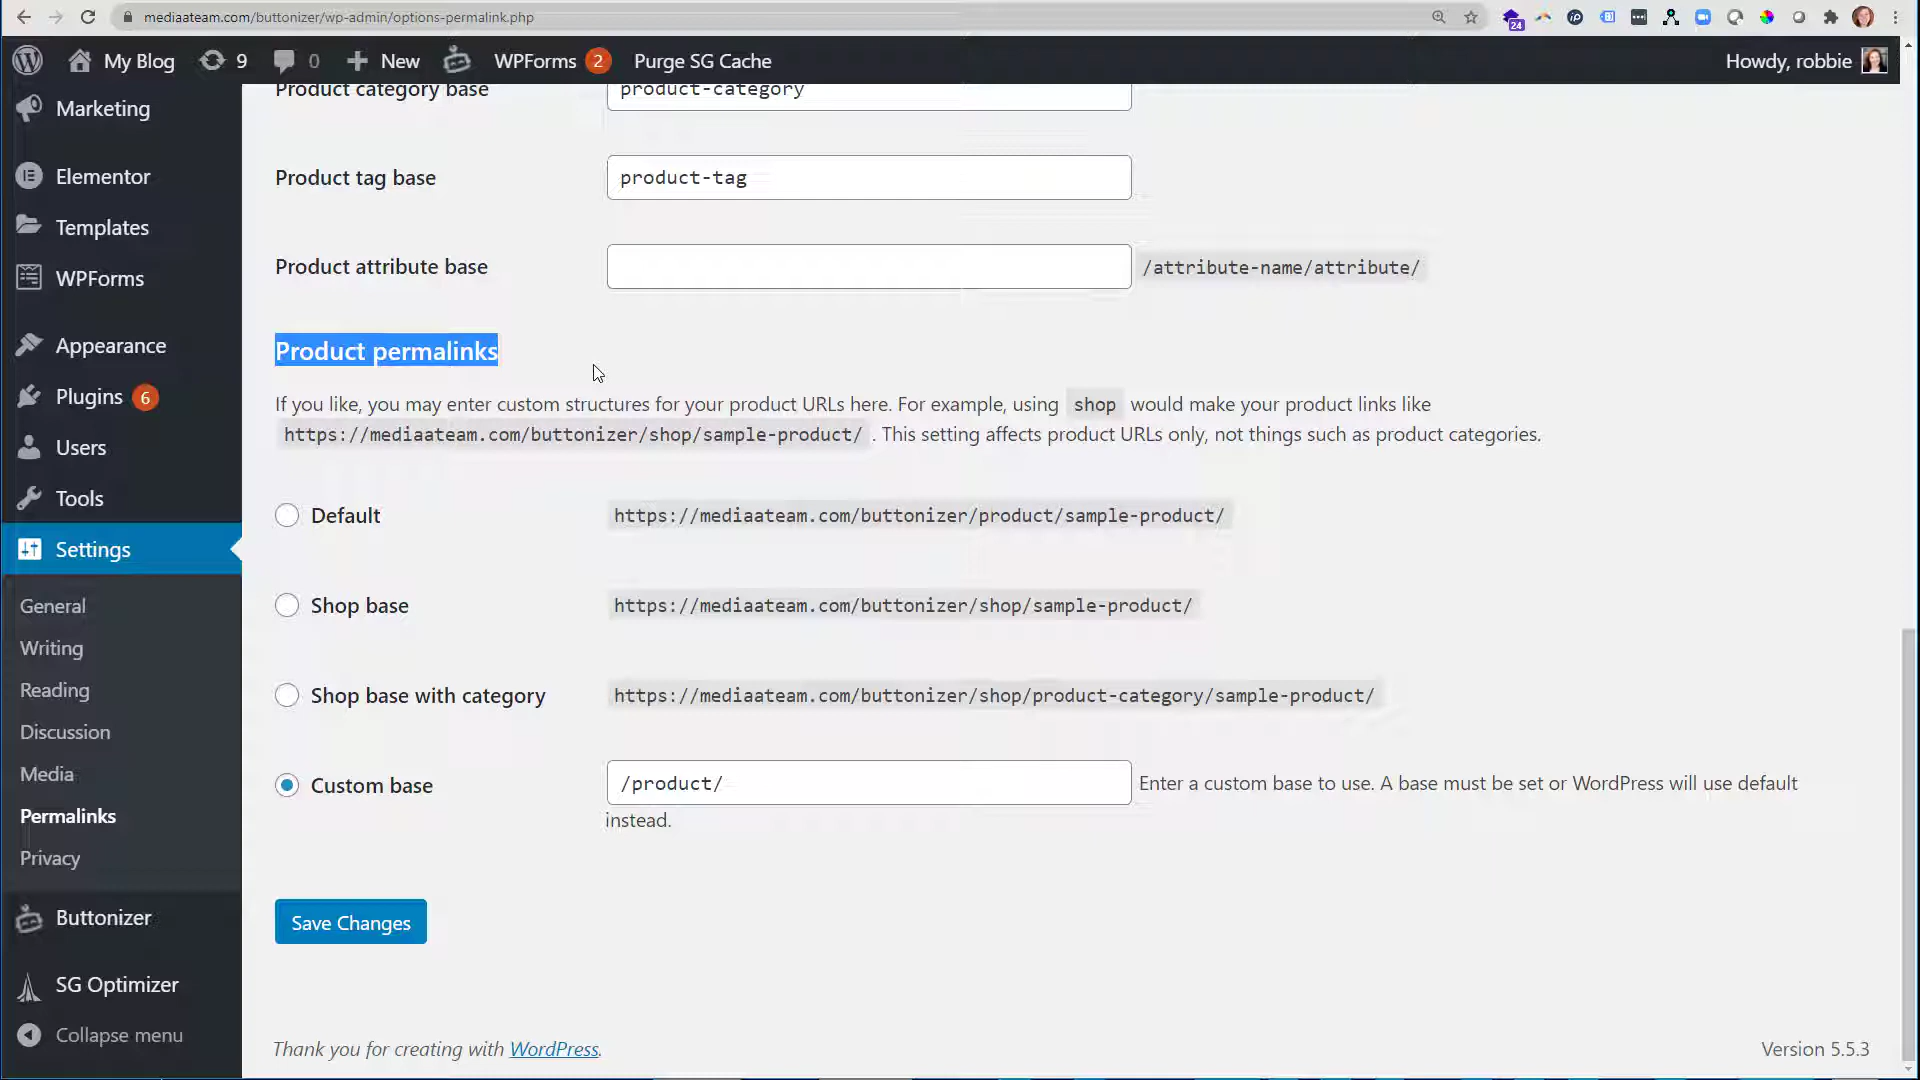 mediaateam.com/buttonizer/wp-admin/options-permalink.php
24
My Blog 9 0 New WPForms 2 Purge SG Cache Howdy, robbie
Marketing
Elementor
Templates
WPForms
Appearance
Plugins 6
Users
Tools
Settings
General
Writing
Reading
Discussion
Media
Permalinks
Privacy
Buttonizer
SG Optimizer
Collapse menu
Product category base product-category
Product tag base product-tag
Product attribute base /attribute-name/attribute/
Product permalinks
If you like, you may enter custom structures for your product URLs here. For example, using shop would make your product links like
https://mediaateam.com/buttonizer/shop/sample-product/ . This setting affects product URLs only, not things such as product categories.
Default https://mediaateam.com/buttonizer/product/sample-product/
Shop base https://mediaateam.com/buttonizer/shop/sample-product/
Shop base with category https://mediaateam.com/buttonizer/shop/product-category/sample-product/
Custom base /product/ Enter a custom base to use. A base must be set or WordPress will use default
instead.
Save Changes
Thank you for creating with WordPress. Version 5.5.3